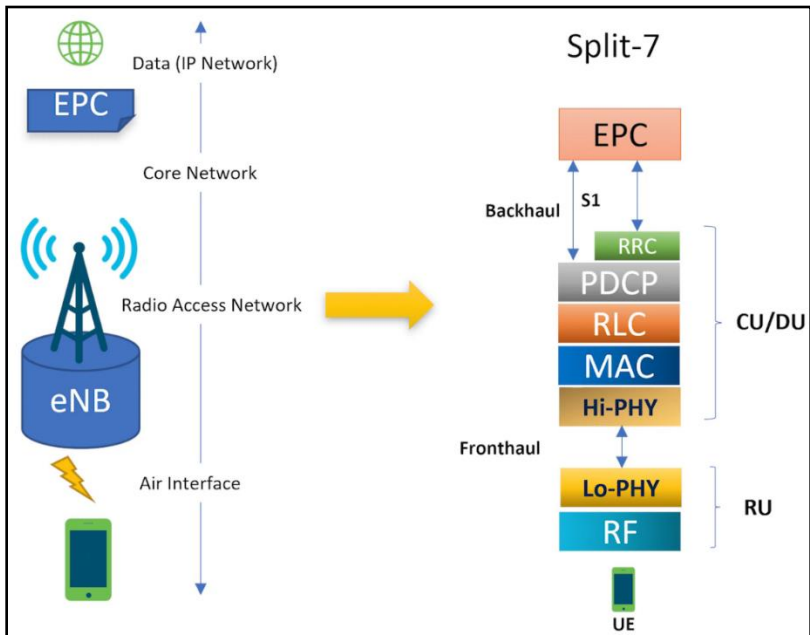 Data (IP Network)
EPC
Core Network
Radio Access Network
eNB
Air Interface
Split-7
EPC
Backhaul
S1
RRC
PDCP
RLC
MAC
Hi-PHY
CU/DU
Fronthaul
Lo-PHY
RF
RU
UE